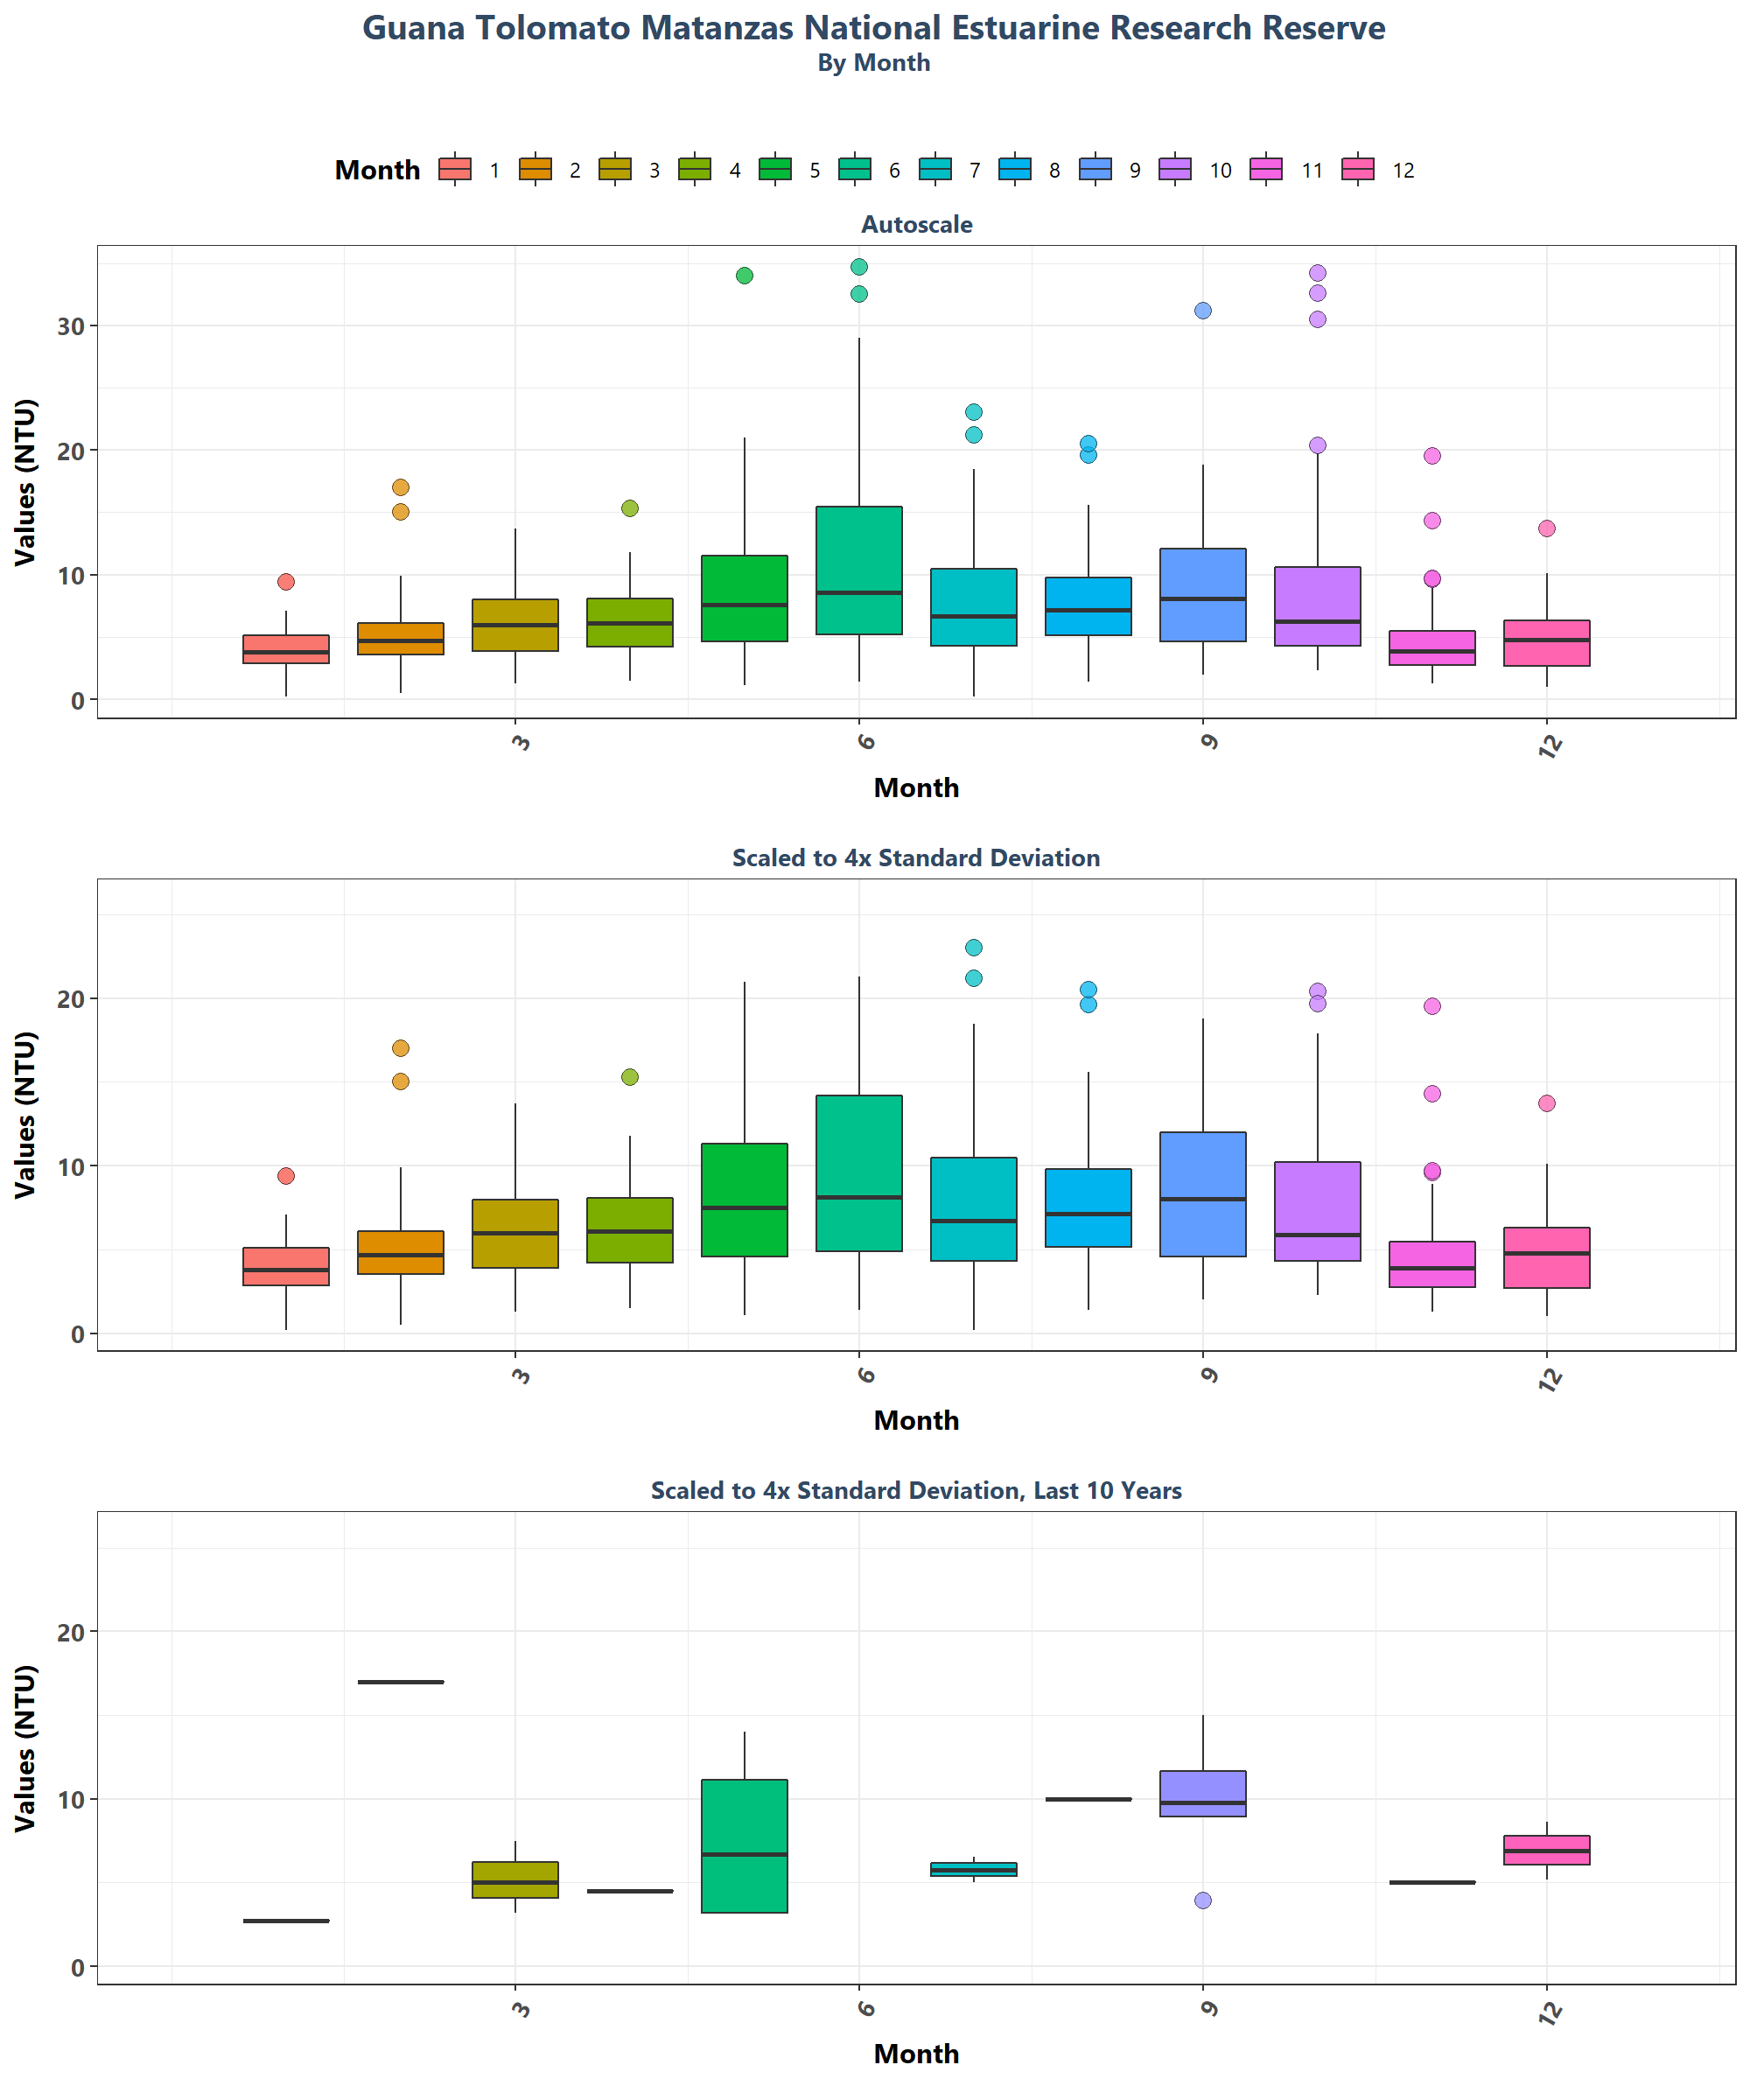 Guana Tolomato Matanzas National Estuarine Research Reserve
By Month
Month 1 2 3 4 5 6 7 8 9 10 11 12
Autoscale
Values (NTU)
30
20
10
0
3 6 9 12
Month
Scaled to 4x Standard Deviation
Values (NTU)
20
10
0
3 6 9 12
Month
Scaled to 4x Standard Deviation, Last 10 Years
Values (NTU)
20
10
0
3 6 9 12
Month